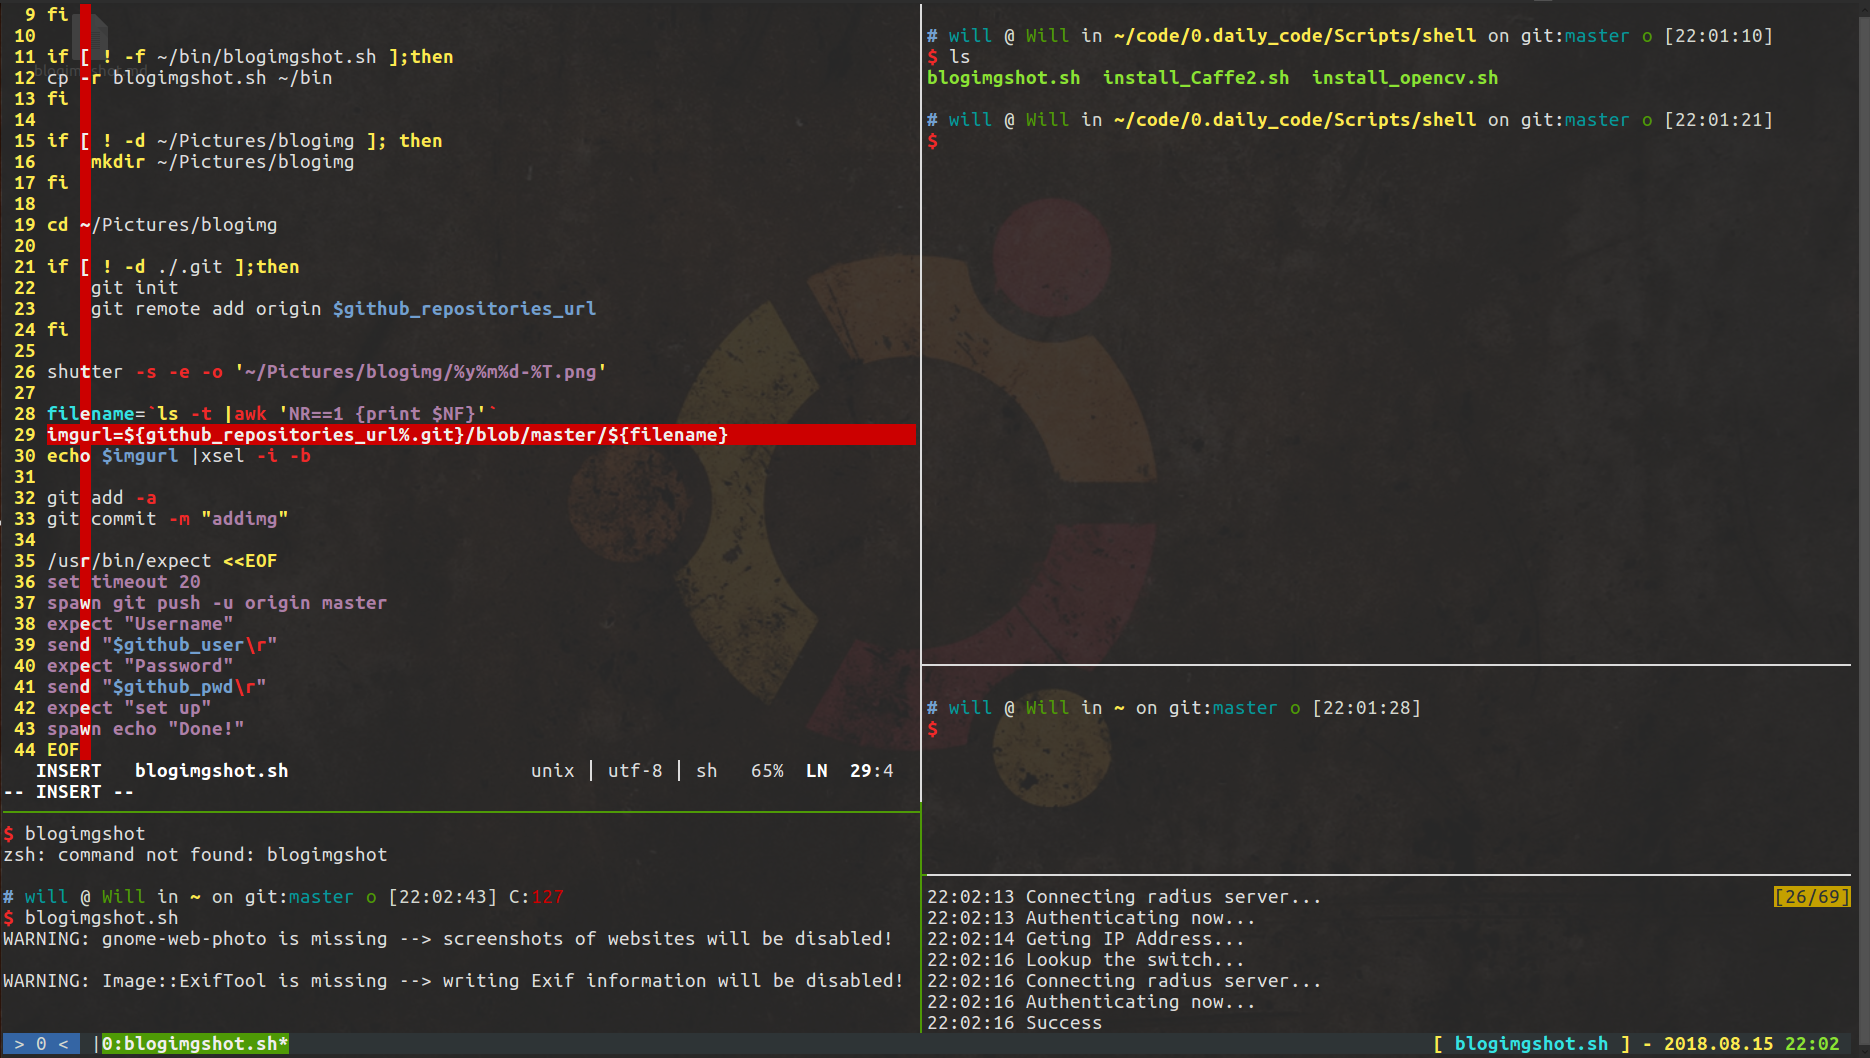 9 fi
10
11 if [ ! -f ~/bin/blogimgshot.sh ];then
12 cp -r blogimgshot.sh ~/bin
13 fi
14
15 if [ ! -d ~/Pictures/blogimg ]; then
16     mkdir ~/Pictures/blogimg
17 fi
18
19 cd ~/Pictures/blogimg
20
21 if [ ! -d ./.git ];then
22     git init
23     git remote add origin $github_repositories_url
24 fi
25
26 shutter -s -e -o '~/Pictures/blogimg/%y%m%d-%T.png'
27
28 filename=`ls -t |awk 'NR==1 {print $NF}'`
29 imgurl=${github_repositories_url%.git}/blob/master/${filename}
30 echo $imgurl |xsel -i -b
31
32 git add -a
33 git commit -m "addimg"
34
35 /usr/bin/expect <<EOF
36 set timeout 20
37 spawn git push -u origin master
38 expect "Username"
39 send "$github_user\r"
40 expect "Password"
41 send "$github_pwd\r"
42 expect "set up"
43 spawn echo "Done!"
44 EOF
INSERT   blogimgshot.sh   unix | utf-8 | sh   65%  LN  29:4
-- INSERT --
$ blogimgshot
zsh: command not found: blogimgshot
# will @ Will in ~ on git:master o [22:02:43] C:127
$ blogimgshot.sh
WARNING: gnome-web-photo is missing --> screenshots of websites will be disabled!
WARNING: Image::ExifTool is missing --> writing Exif information will be disabled!
# will @ Will in ~/code/0.daily_code/Scripts/shell on git:master o [22:01:10]
$ ls
blogimgshot.sh  install_Caffe2.sh  install_opencv.sh
# will @ Will in ~/code/0.daily_code/Scripts/shell on git:master o [22:01:21]
$
# will @ Will in ~ on git:master o [22:01:28]
$
22:02:13 Connecting radius server... [26/69]
22:02:13 Authenticating now...
22:02:14 Geting IP Address...
22:02:16 Lookup the switch...
22:02:16 Connecting radius server...
22:02:16 Authenticating now...
22:02:16 Success
> 0 < |0:blogimgshot.sh* [ blogimgshot.sh ] - 2018.08.15 22:02